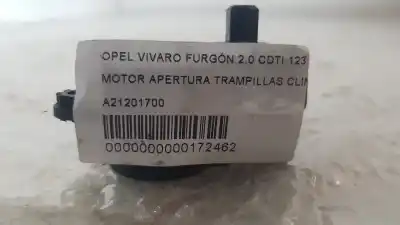 OPEL VIVARO FURGÓN 2.0 CDTI 123
MOTOR APERTURA TRAMPILLAS CLIM
A21201700
0000000000172462